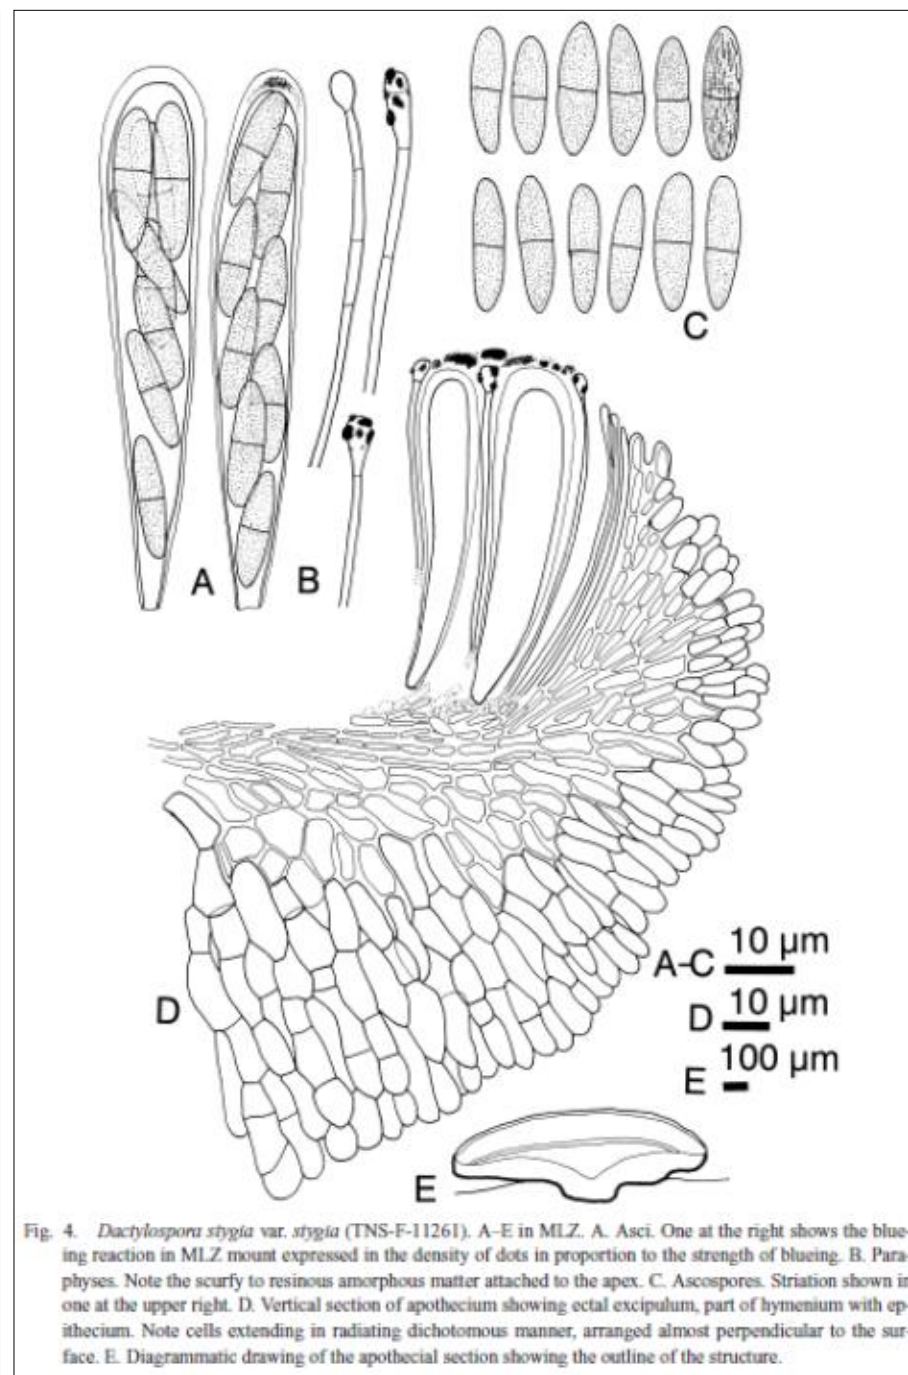 C
A
B
10 µm
A–C
10 µm
D
D
100 µm
E
E
Fig. 4. Dactylospora stygia var. stygia (TNS-F-11261). A–E in MLZ. A. Asci. One at the right shows the blue-
ing reaction in MLZ mount expressed in the density of dots in proportion to the strength of blueing. B. Para-
physes. Note the scurfy to resinous amorphous matter attached to the apex. C. Ascospores. Striation shown in
one at the upper right. D. Vertical section of apothecium showing ectal excipulum, part of hymenium with ep-
ithecium. Note cells extending in radiating dichotomous manner, arranged almost perpendicular to the sur-
face. E. Diagrammatic drawing of the apothecial section showing the outline of the structure.